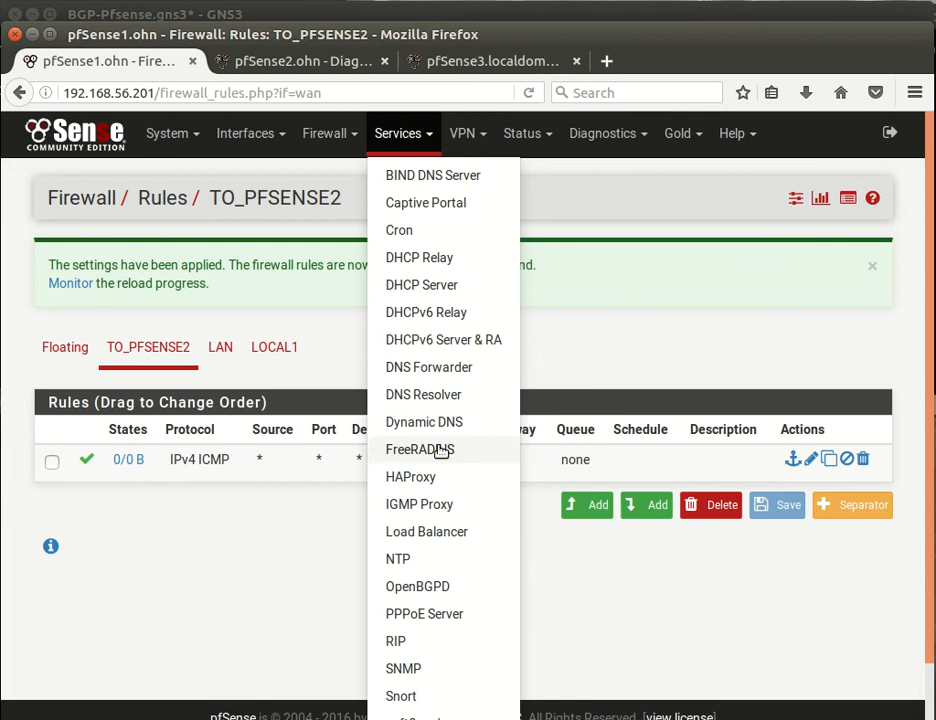 BGP-Pfsense.gns3* - GNS3
pfSense1.ohn - Firewall: Rules: TO_PFSENSE2 - Mozilla Firefox
pfSense1.ohn - Fire... × pfSense2.ohn - Diag... × pfSense3.localdom... × +
192.168.56.201/firewall_rules.php?if=wan Search
Sense System Interfaces Firewall Services VPN Status Diagnostics Gold Help
COMMUNITY EDITION
BIND DNS Server
Captive Portal
Cron
DHCP Relay
DHCP Server
DHCPv6 Relay
DHCPv6 Server & RA
DNS Forwarder
DNS Resolver
Dynamic DNS
FreeRADIUS
HAProxy
IGMP Proxy
Load Balancer
NTP
OpenBGPD
PPPoE Server
RIP
SNMP
Snort
Firewall / Rules / TO_PFSENSE2
The settings have been applied. The firewall rules are now nd. ×
Monitor the reload progress.
Floating TO_PFSENSE2 LAN LOCAL1
Rules (Drag to Change Order)
States Protocol Source Port De way Queue Schedule Description Actions
0/0 B IPv4 ICMP * * * none
Add Add Delete Save Separator
pfSense is © 2004 - 2016 by All Rights Reserved. [view license]